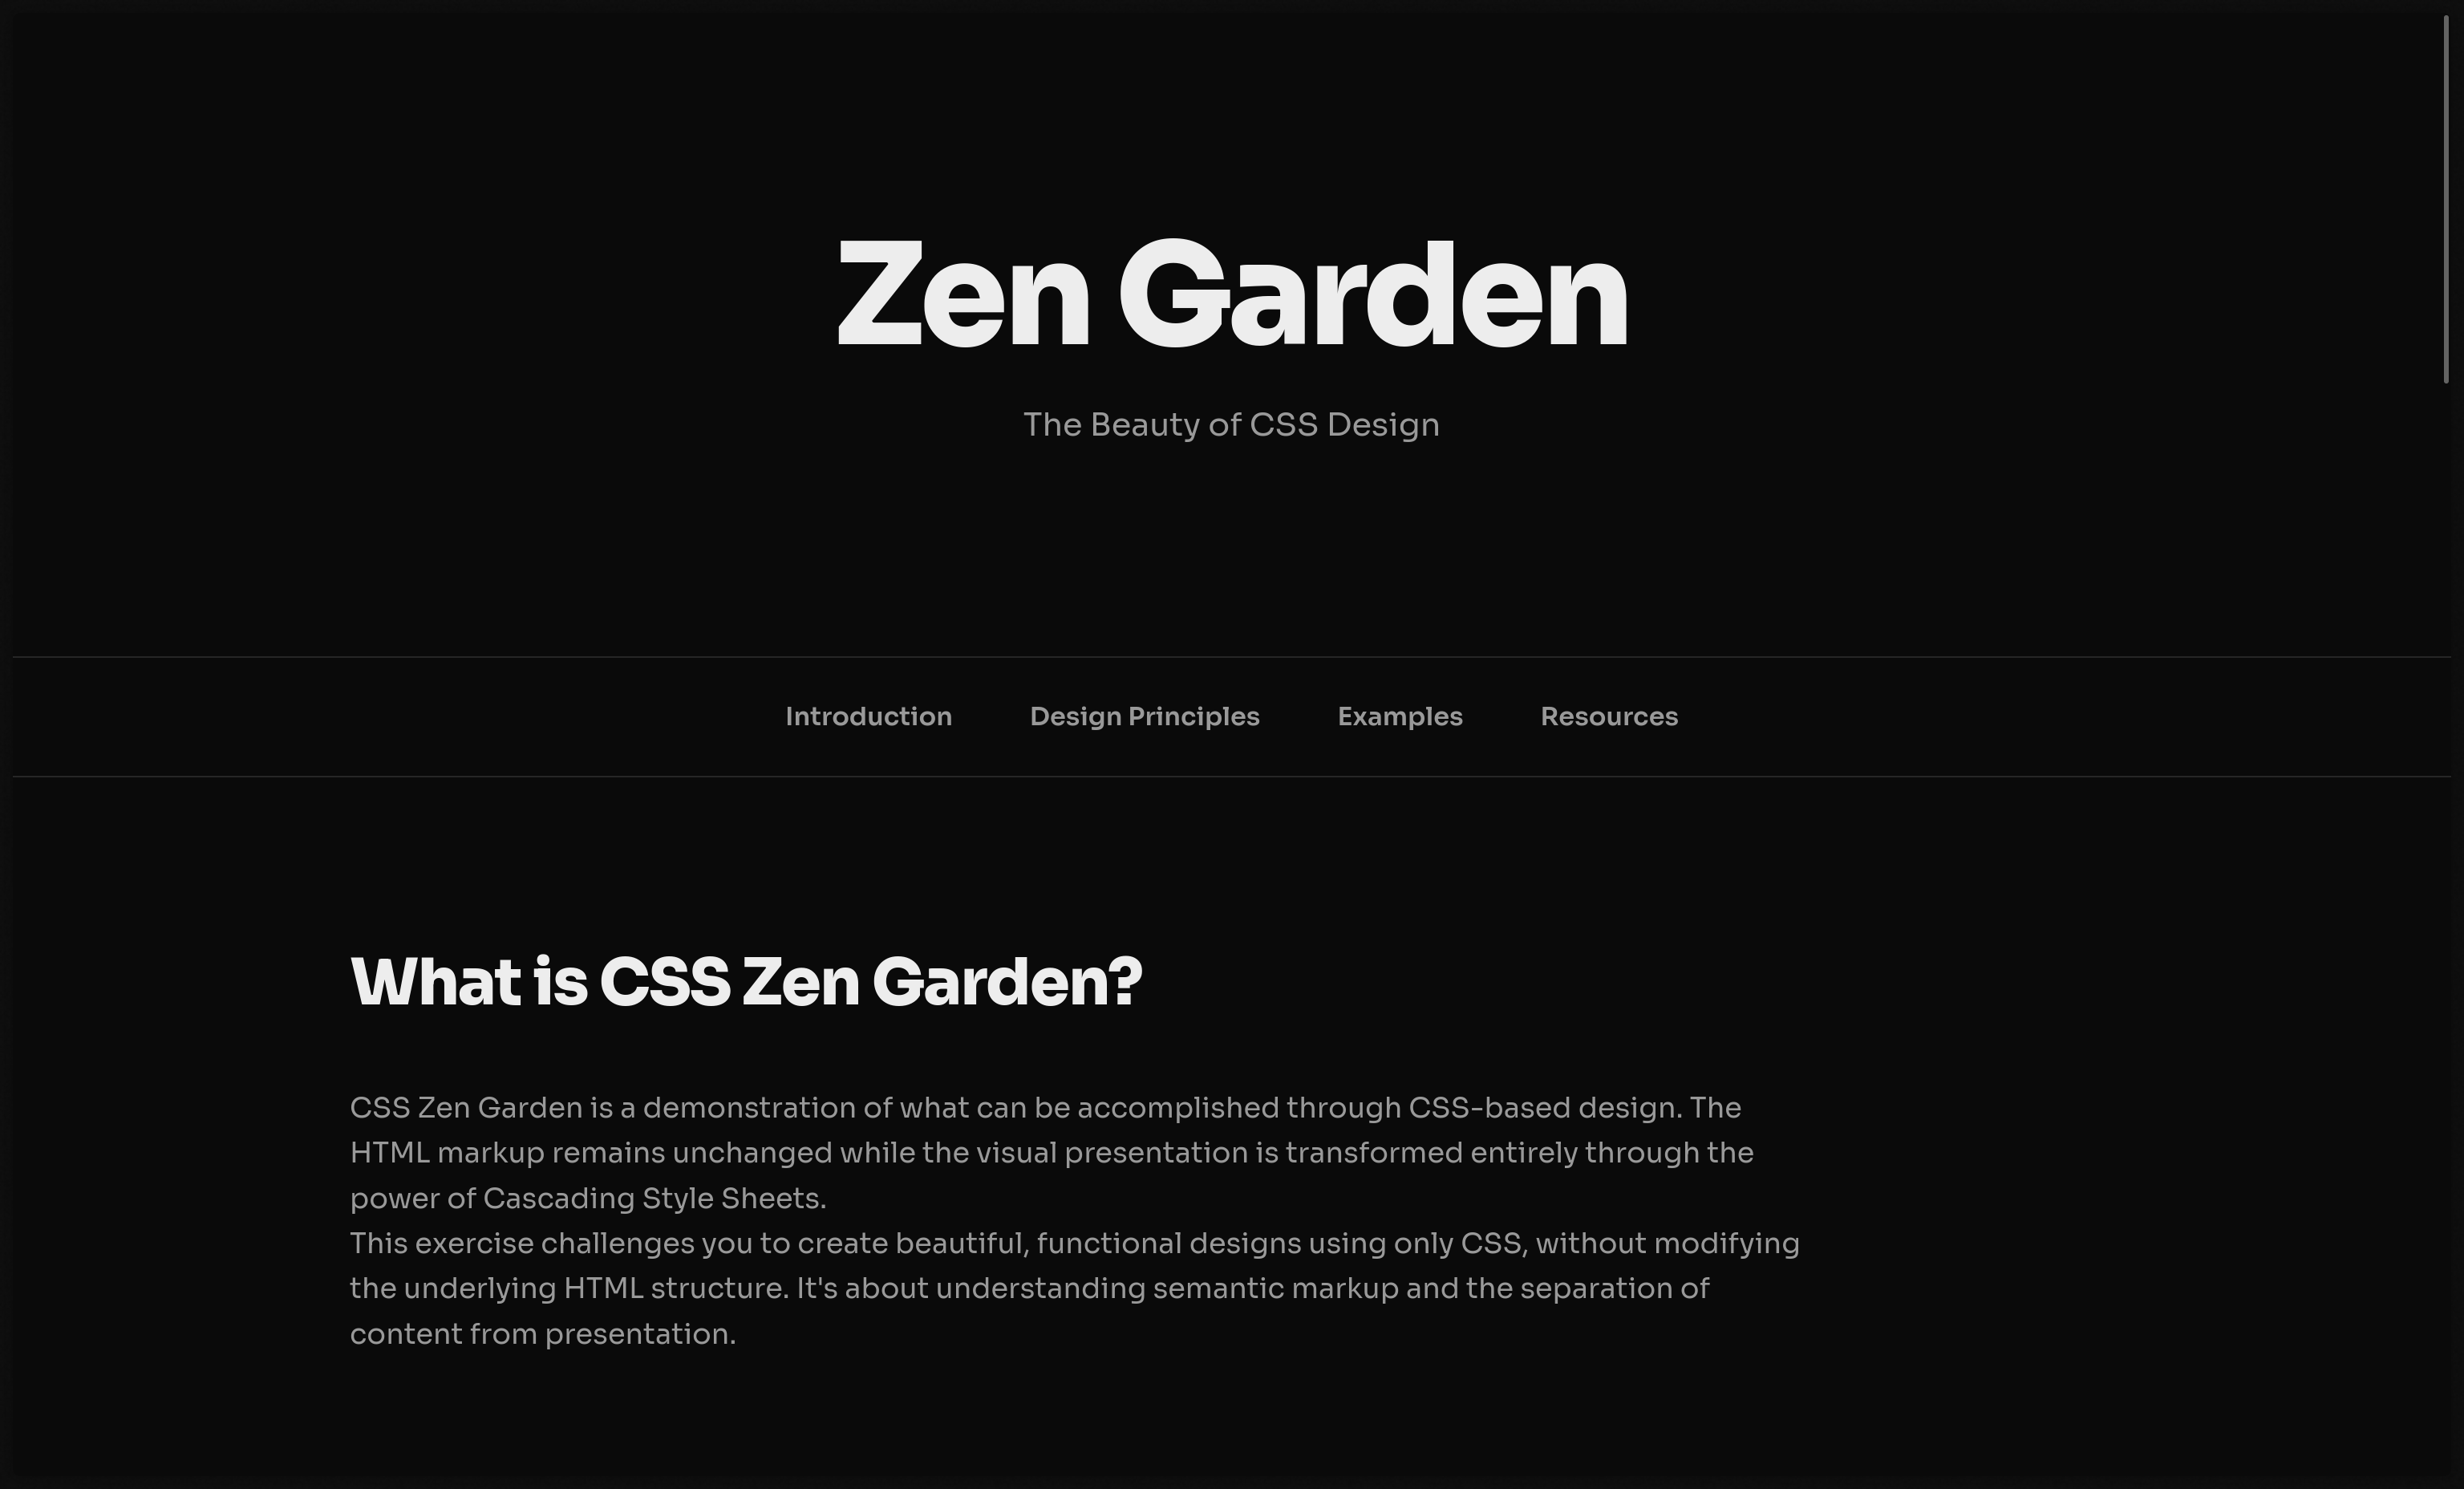 Zen Garden
The Beauty of CSS Design
Introduction Design Principles Examples Resources
What is CSS Zen Garden?
CSS Zen Garden is a demonstration of what can be accomplished through CSS-based design. The
HTML markup remains unchanged while the visual presentation is transformed entirely through the
power of Cascading Style Sheets.
This exercise challenges you to create beautiful, functional designs using only CSS, without modifying
the underlying HTML structure. It's about understanding semantic markup and the separation of
content from presentation.